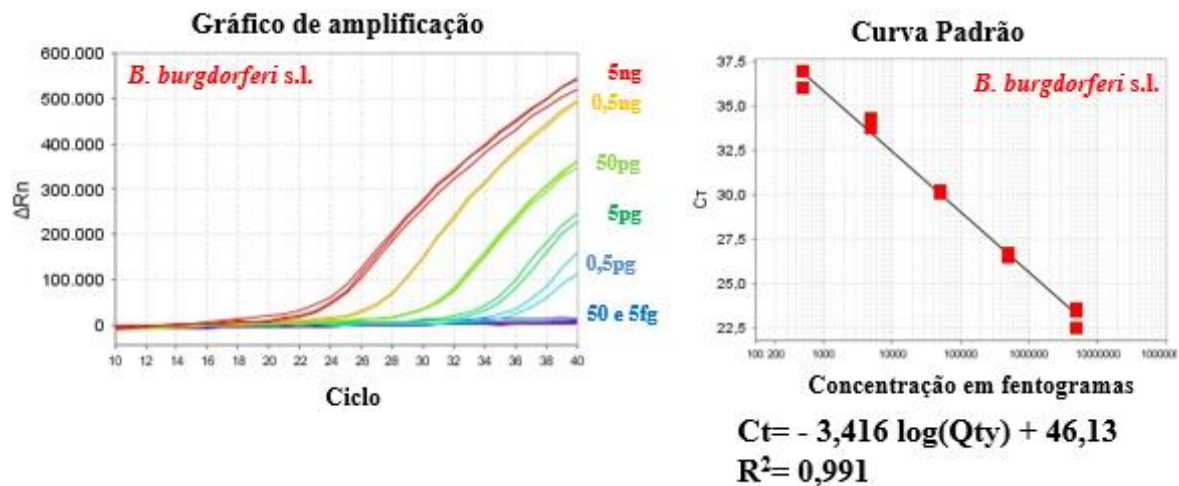 Gráfico de amplificação
600.000
500.000
400.000
300.000
200.000
100.000
0
ΔRn
B. burgdorferi s.l.
5ng
0,5ng
50pg
5pg
0,5pg
50 e 5fg
10 12 14 16 18 20 22 24 26 28 30 32 34 36 38 40
Ciclo
Curva Padrão
37,5
35,0
32,5
30,0
27,5
25,0
22,5
Cт
B. burgdorferi s.l.
100 200 1000 10000 100000 1000000 10000000
Concentração em fentogramas
Ct= - 3,416 log(Qty) + 46,13
R²= 0,991